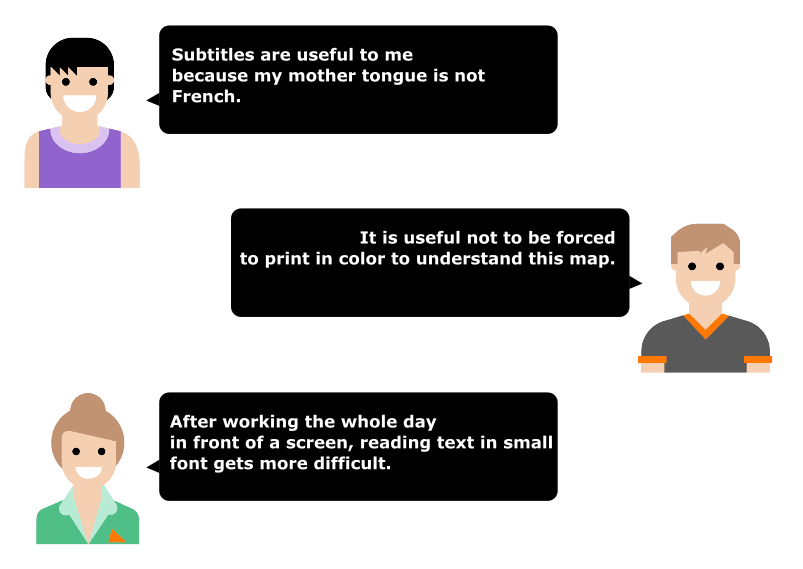 Subtitles are useful to me
because my mother tongue is not
French.
It is useful not to be forced
to print in color to understand this map.
After working the whole day
in front of a screen, reading text in small
font gets more difficult.